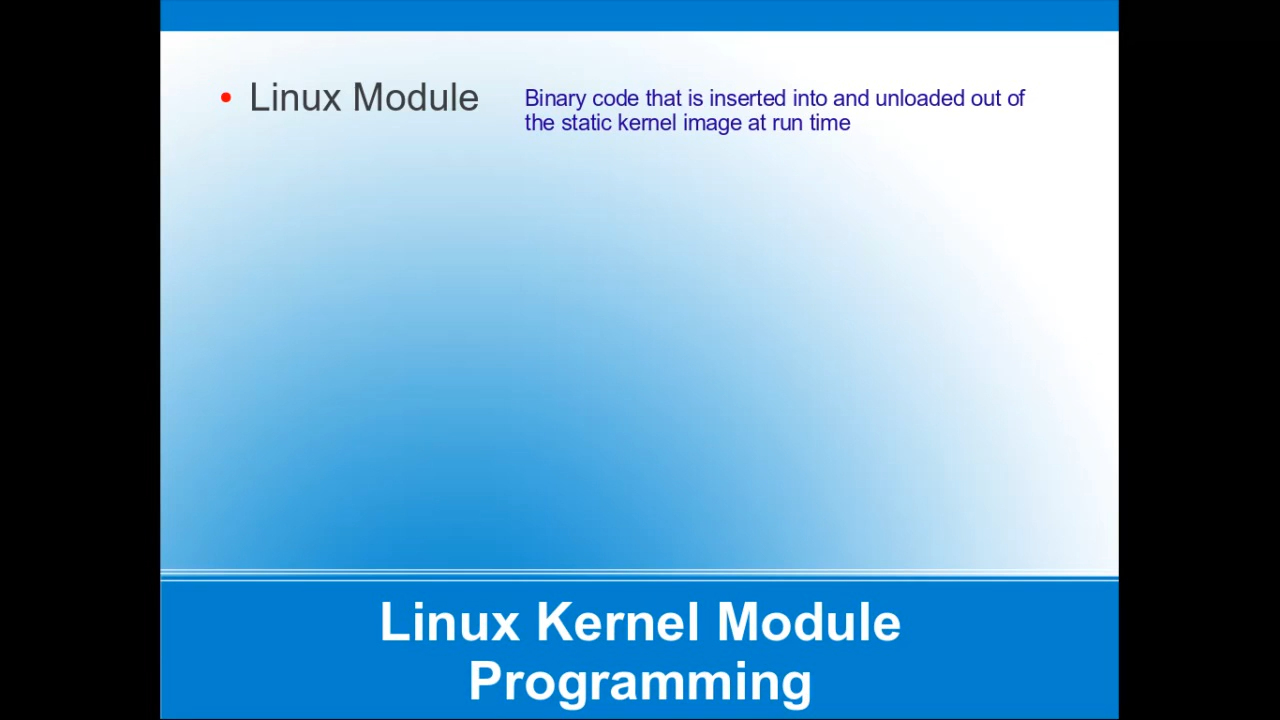 • Linux Module
Binary code that is inserted into and unloaded out of
the static kernel image at run time
Linux Kernel Module
Programming